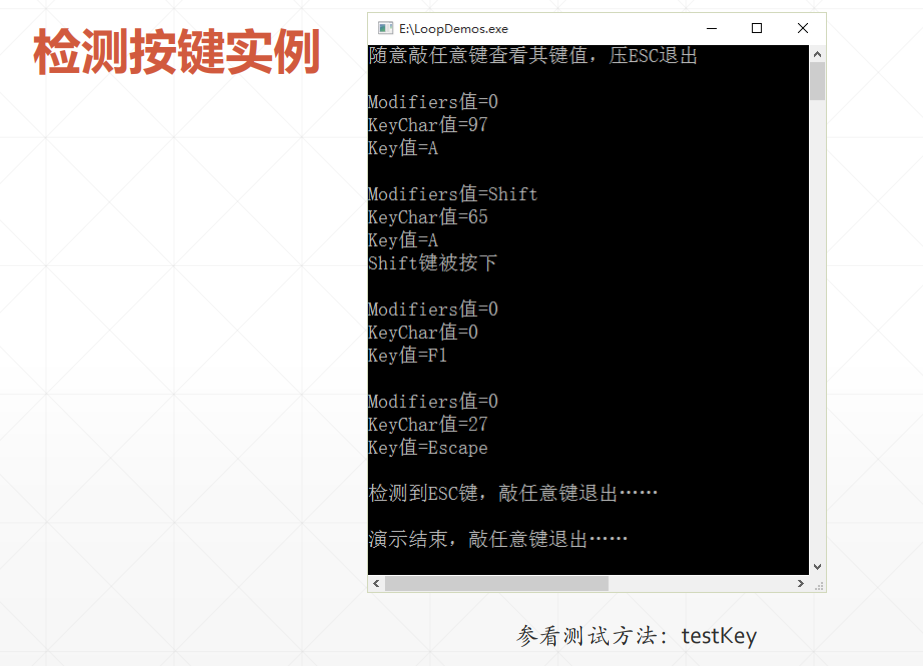 检测按键实例
E:\LoopDemos.exe
随意敲任意键查看其键值，压ESC退出
Modifiers值=0
KeyChar值=97
Key值=A
Modifiers值=Shift
KeyChar值=65
Key值=A
Shift键被按下
Modifiers值=0
KeyChar值=0
Key值=F1
Modifiers值=0
KeyChar值=27
Key值=Escape
检测到ESC键，敲任意键退出……
演示结束，敲任意键退出……
参看测试方法：testKey